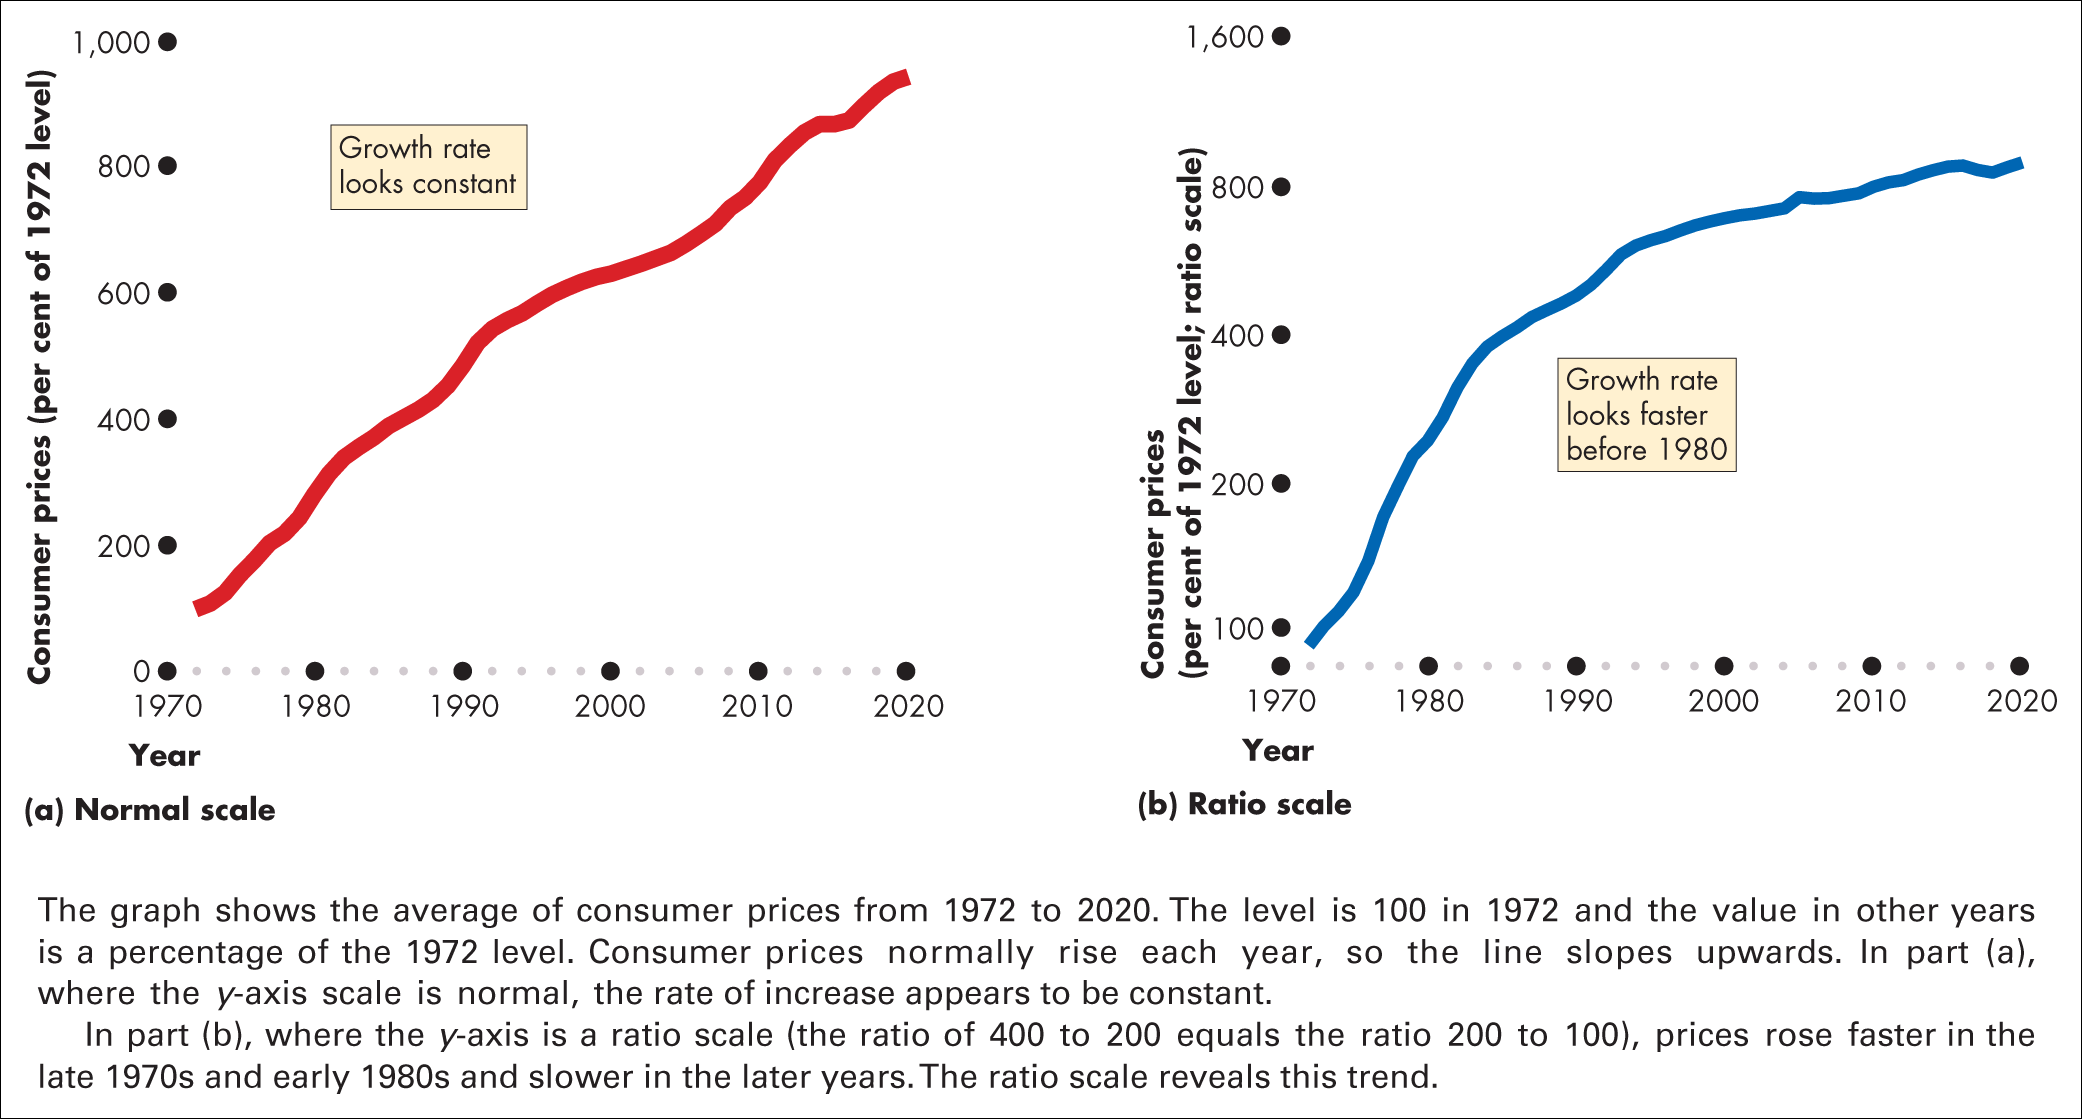 Consumer prices (per cent of 1972 level)
1,000
800
600
400
200
0
Growth rate
looks constant
1970 1980 1990 2000 2010 2020
Year
(a) Normal scale
Consumer prices
(per cent of 1972 level; ratio scale)
1,600
800
400
200
100
Growth rate
looks faster
before 1980
1970 1980 1990 2000 2010 2020
Year
(b) Ratio scale
The graph shows the average of consumer prices from 1972 to 2020. The level is 100 in 1972 and the value in other years
is a percentage of the 1972 level. Consumer prices normally rise each year, so the line slopes upwards. In part (a),
where the y-axis scale is normal, the rate of increase appears to be constant.
In part (b), where the y-axis is a ratio scale (the ratio of 400 to 200 equals the ratio 200 to 100), prices rose faster in the
late 1970s and early 1980s and slower in the later years. The ratio scale reveals this trend.